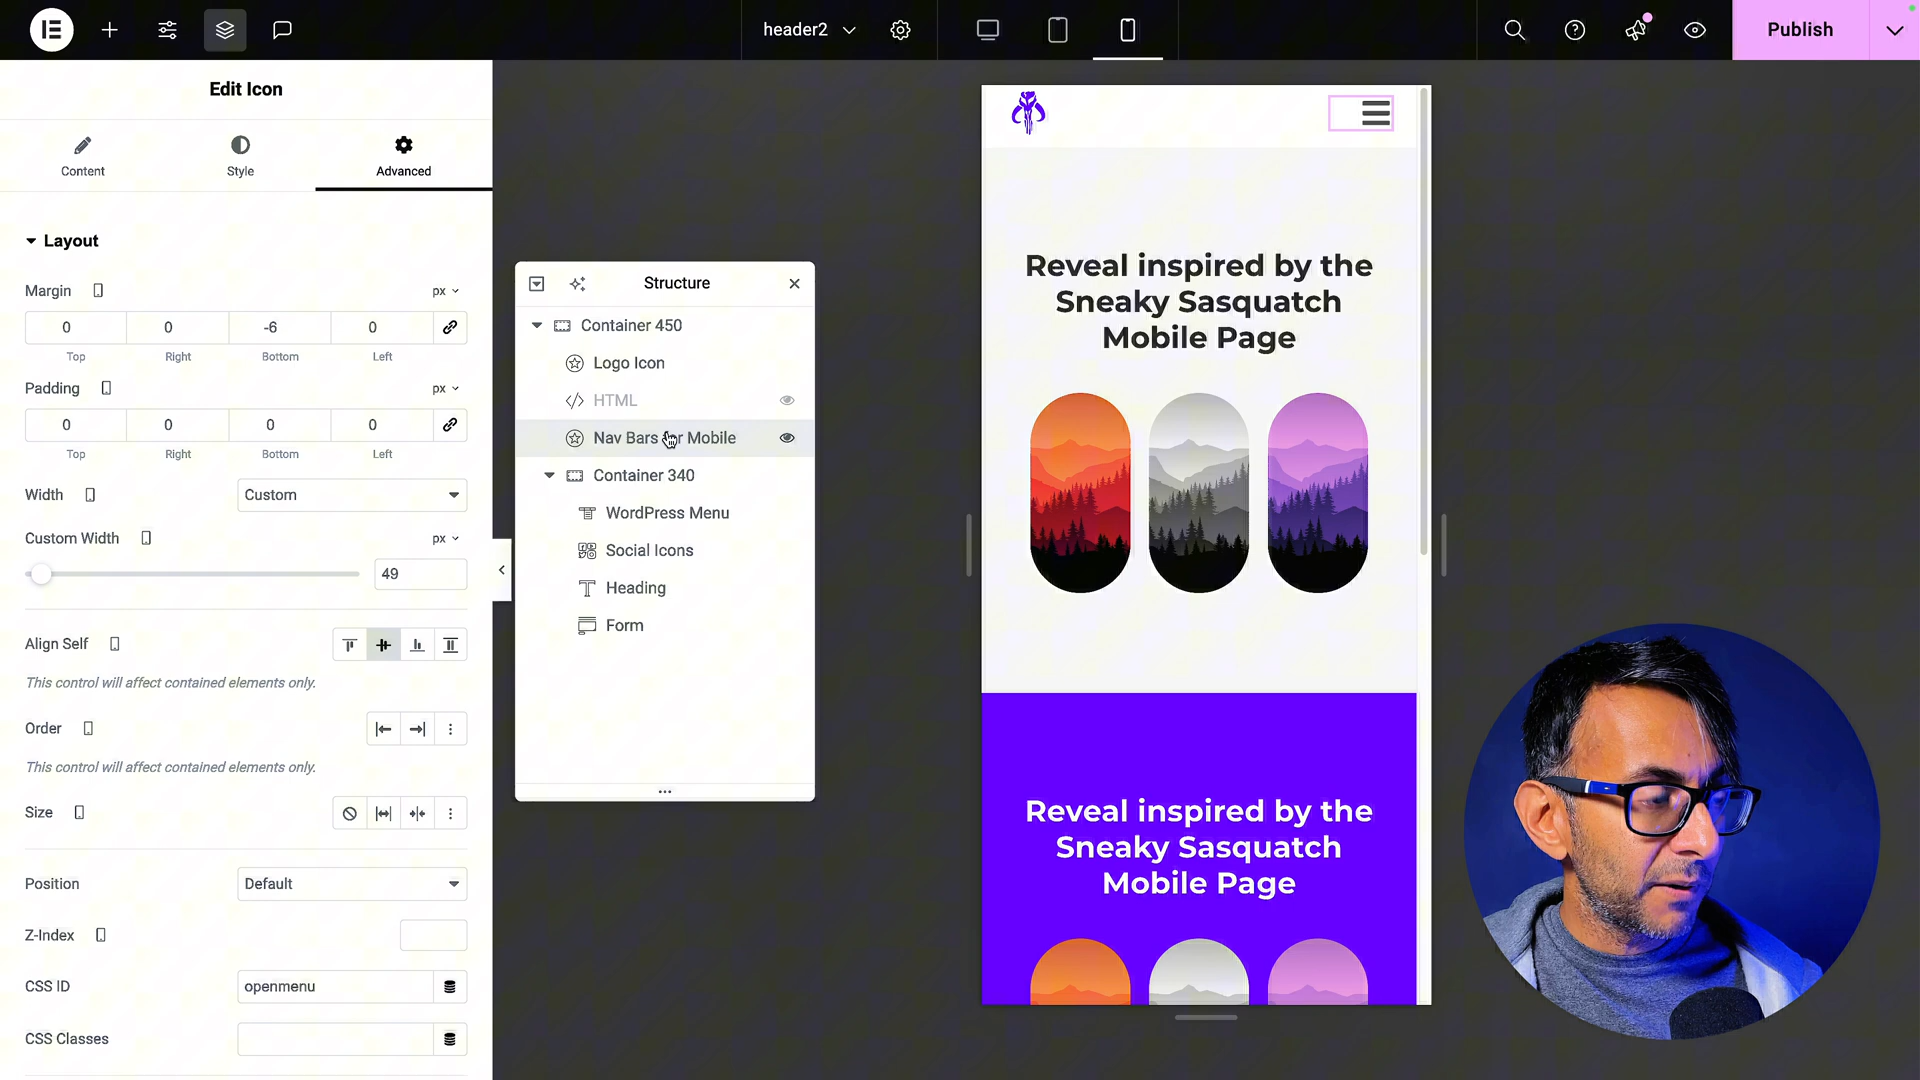 header2
Publish
Edit Icon
Content
Style
Advanced
Layout
Margin
px
0
0
-6
0
Top
Right
Bottom
Left
Padding
px
0
0
0
0
Top
Right
Bottom
Left
Width
Custom
Custom Width
px
49
Align Self
This control will affect contained elements only.
Order
This control will affect contained elements only.
Size
Position
Default
Z-Index
CSS ID
openmenu
CSS Classes
Structure
Container 450
Logo Icon
HTML
Nav Bars for Mobile
Container 340
WordPress Menu
Social Icons
Heading
Form
Reveal inspired by the
Sneaky Sasquatch
Mobile Page
Reveal inspired by the
Sneaky Sasquatch
Mobile Page